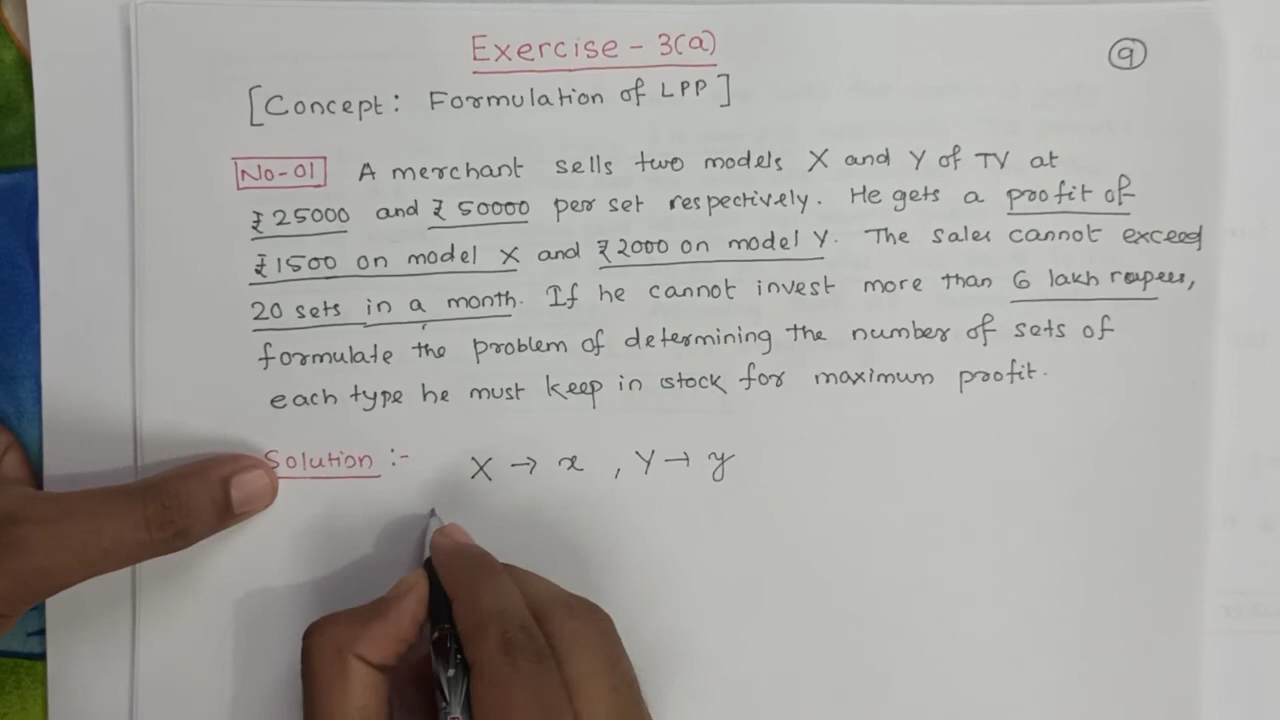 Exercise - 3(a)
9
[Concept: Formulation of LPP]
No-01 A merchant sells two models X and Y of TV at
₹25000 and ₹50000 per set respectively. He gets a profit of
₹1500 on model X and ₹2000 on model Y. The sales cannot exceed
20 sets in a month. If he cannot invest more than 6 lakh rupees,
formulate the problem of determining the number of sets of
each type he must keep in stock for maximum profit.
Solution :- X → x , Y → y